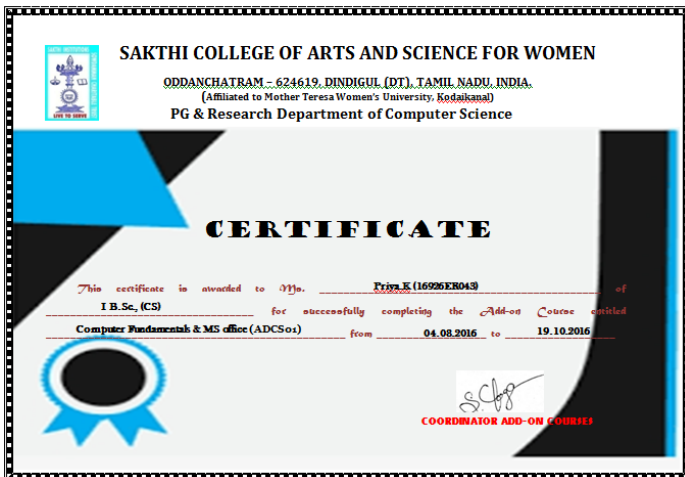 SAKTHI COLLEGE OF ARTS AND SCIENCE FOR WOMEN
ODDANCHATRAM – 624619, DINDIGUL (DT), TAMIL NADU, INDIA.
(Affiliated to Mother Teresa Women's University, Kodaikanal)
PG & Research Department of Computer Science
LIVE TO SERVE
CERTIFICATE
This certificate is awarded to Ms. Priya.K (16926ER043) of
I B.Sc., (CS) for successfully completing the Add-on Course entitled
Computer Fundamentals & MS office (ADCS01) from 04.08.2016 to 19.10.2016
COORDINATOR ADD-ON COURSES